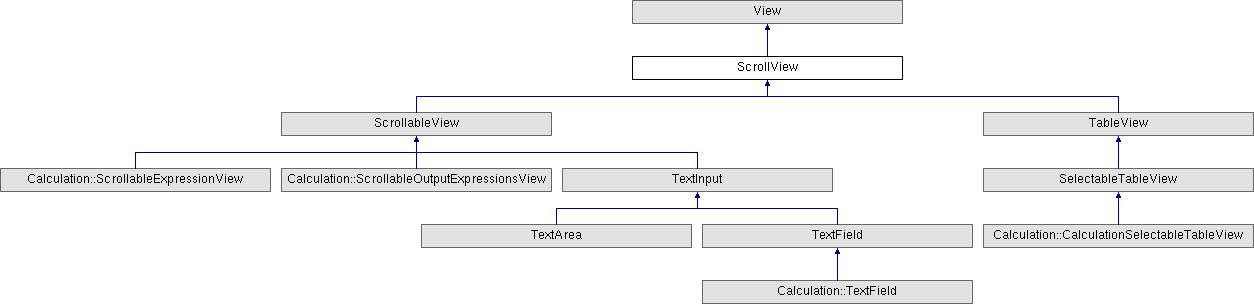 View
ScrollView
ScrollableView
TableView
Calculation::ScrollableExpressionView
Calculation::ScrollableOutputExpressionsView
TextInput
SelectableTableView
TextArea
TextField
Calculation::CalculationSelectableTableView
Calculation::TextField